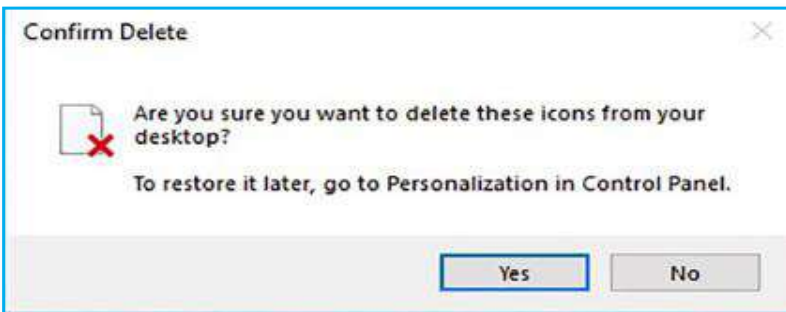 Confirm Delete
Are you sure you want to delete these icons from your
desktop?
To restore it later, go to Personalization in Control Panel.
Yes
No